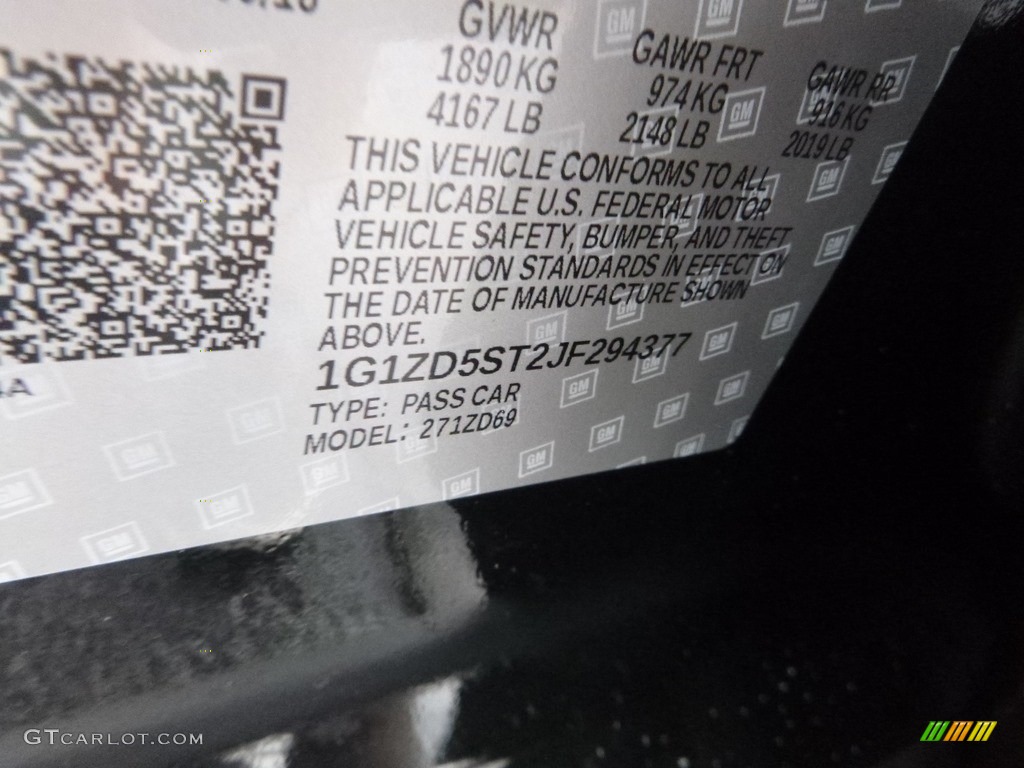 GVWR GAWR FRT GAWR RR
1890 KG 974 KG 916 KG
4167 LB 2148 LB 2019 LB
THIS VEHICLE CONFORMS TO ALL
APPLICABLE U.S. FEDERAL MOTOR
VEHICLE SAFETY, BUMPER, AND THEFT
PREVENTION STANDARDS IN EFFECT ON
THE DATE OF MANUFACTURE SHOWN
ABOVE.
1G1ZD5ST2JF294377
TYPE: PASS CAR
MODEL: 271ZD69
GM
GTCARLOT.COM